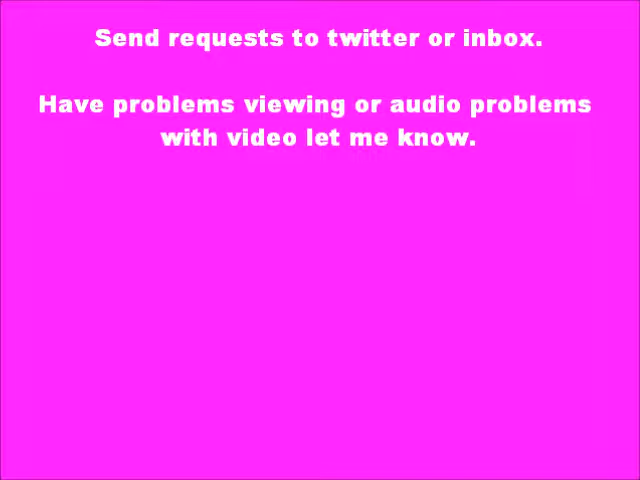 Send requests to twitter or inbox.
Have problems viewing or audio problems
with video let me know.